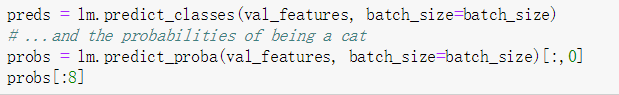 preds = lm.predict_classes(val_features, batch_size=batch_size)
# ...and the probabilities of being a cat
probs = lm.predict_proba(val_features, batch_size=batch_size)[:,0]
probs[:8]